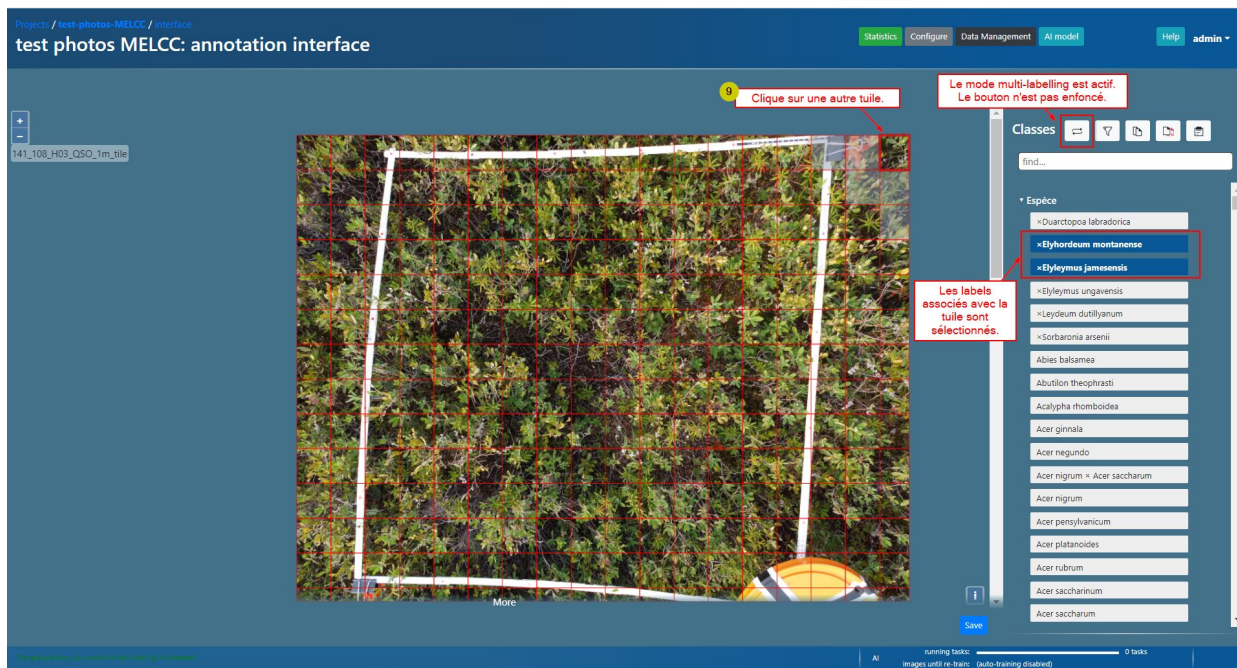 Projects / test-photos-MELCC / interface
test photos MELCC: annotation interface
Statistics
Configure
Data Management
AI model
Help
admin
9
Clique sur une autre tuile.
Le mode multi-labelling est actif.
Le bouton n'est pas enfoncé.
+
−
141_108_H03_QSO_1m_tile
Classes
find...
Espèce
×Duarctopoa labradorica
×Elyhordeum montanense
×Elyleymus jamesensis
Les labels
associés avec la
tuile sont
sélectionnés.
×Elyleymus ungavensis
×Leydeum dutillyanum
×Sorbaronia arsenii
Abies balsamea
Abutilon theophrasti
Acalypha rhomboidea
Acer ginnala
Acer negundo
Acer nigrum × Acer saccharum
Acer nigrum
Acer pensylvanicum
Acer platanoides
Acer rubrum
Acer saccharinum
Acer saccharum
More
i
Save
AI
running tasks:
0 tasks
images until re-train:
(auto-training disabled)